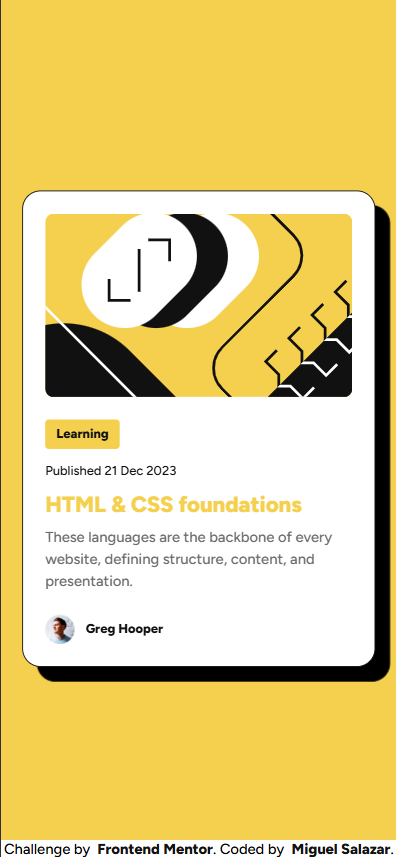 Learning
Published 21 Dec 2023
HTML & CSS foundations
These languages are the backbone of every
website, defining structure, content, and
presentation.
Greg Hooper
Challenge by Frontend Mentor. Coded by Miguel Salazar.